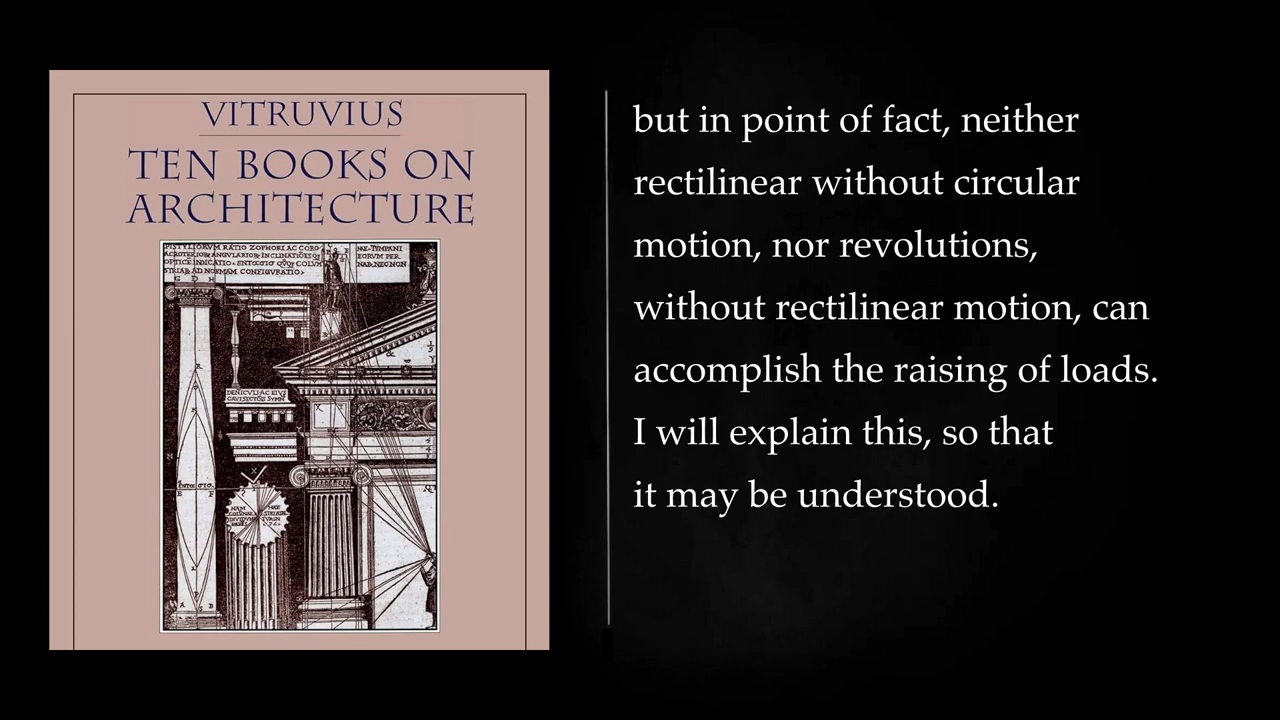 VITRUVIUS
TEN BOOKS ON
ARCHITECTURE
but in point of fact, neither
rectilinear without circular
motion, nor revolutions,
without rectilinear motion, can
accomplish the raising of loads.
I will explain this, so that
it may be understood.